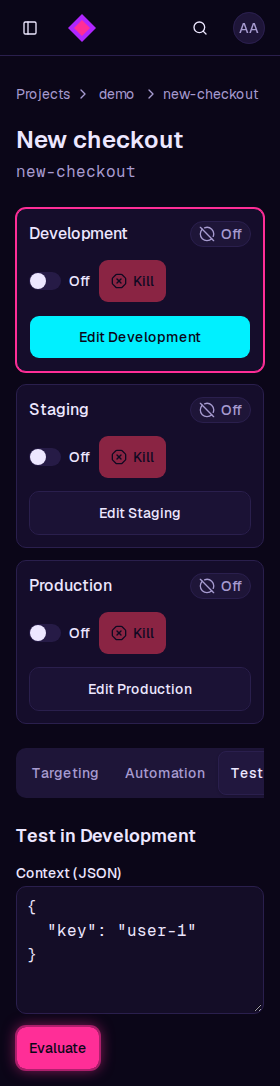 AA
Projects > demo > new-checkout
New checkout
new-checkout
Development Off
Off Kill
Edit Development
Staging Off
Off Kill
Edit Staging
Production Off
Off Kill
Edit Production
Targeting Automation Test
Test in Development
Context (JSON)
{
  "key": "user-1"
}
Evaluate